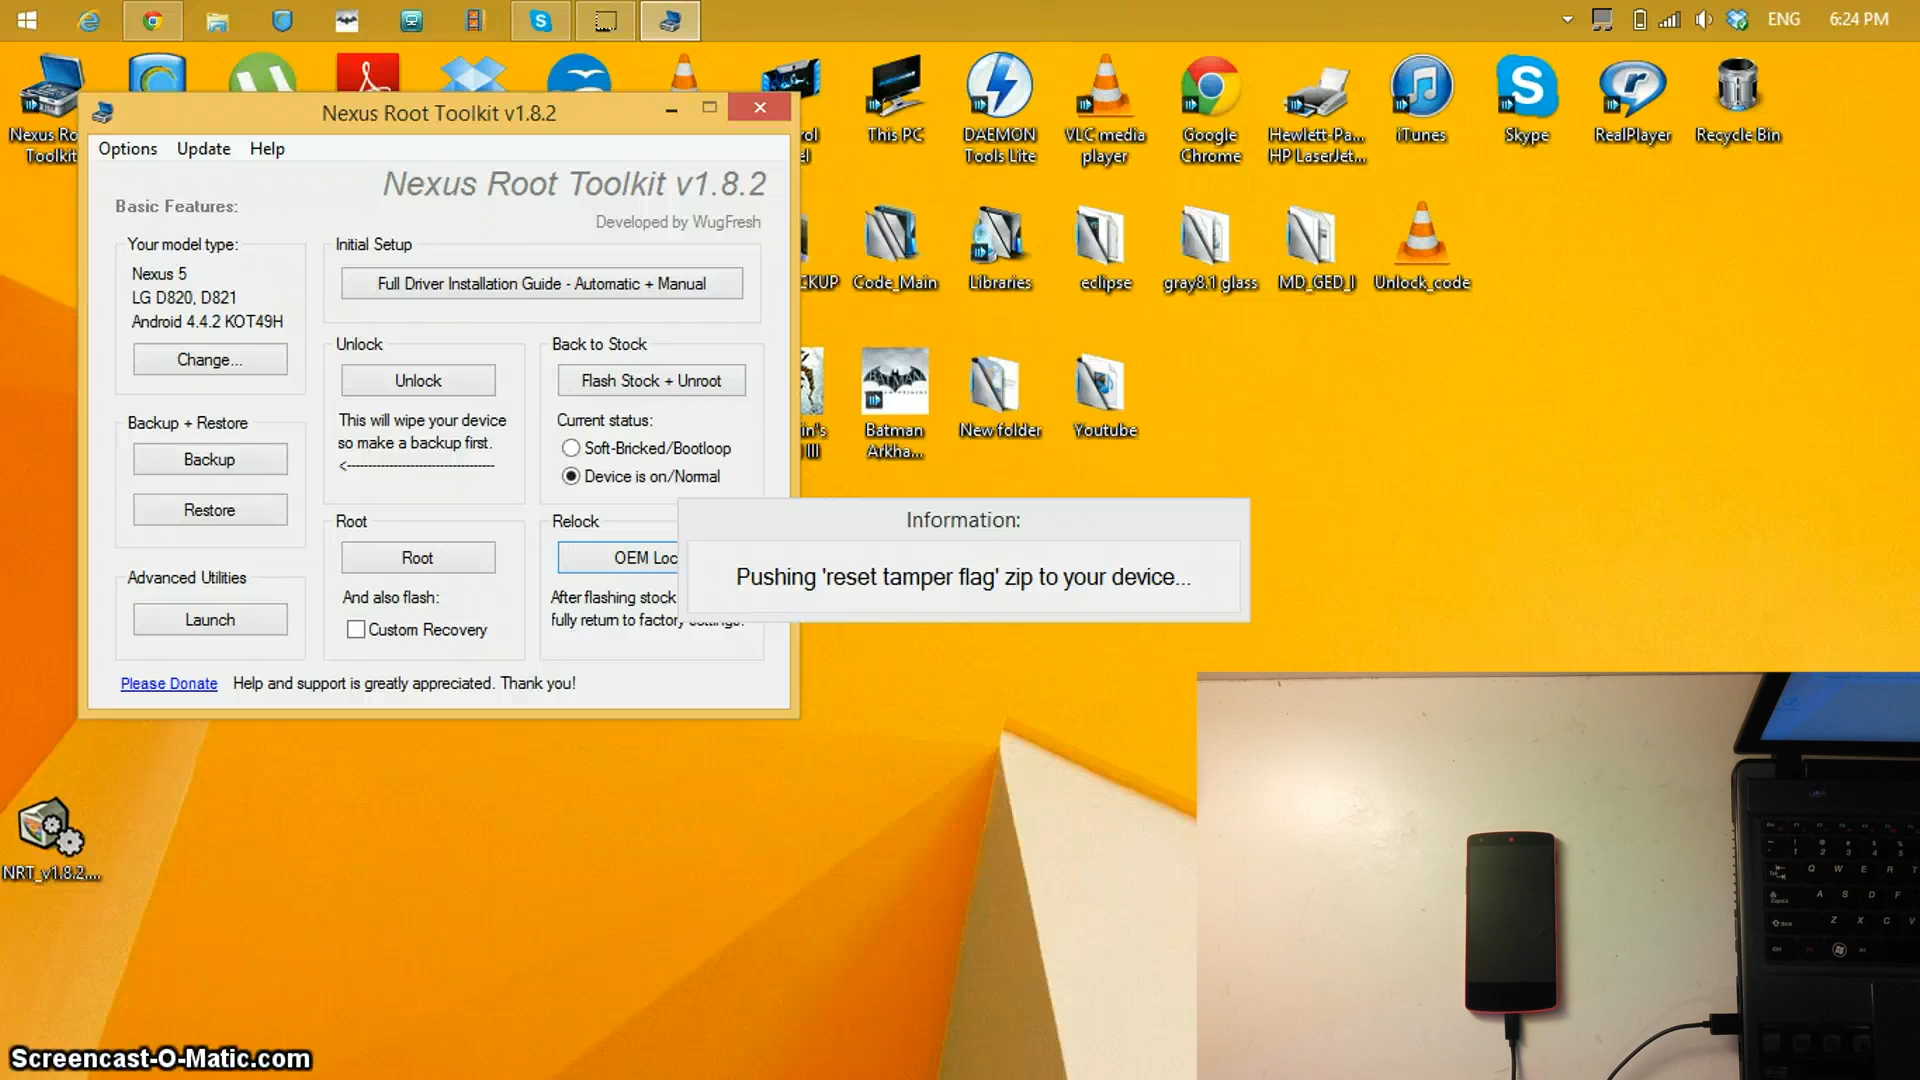 ENG 6:24 PM
Nexus Ro
Toolkit
This PC
DAEMON
Tools Lite
VLC media
player
Google
Chrome
Hewlett-Pa...
HP LaserJet...
iTunes
Skype
RealPlayer
Recycle Bin
Code_Main
Libraries
eclipse
gray8.1 glass
MD_GED_I
Unlock_code
Batman
Arkha...
New folder
Youtube
NRT_v1.8.2....
Nexus Root Toolkit v1.8.2
Options Update Help
Nexus Root Toolkit v1.8.2
Developed by WugFresh
Basic Features:
Your model type:
Nexus 5
LG D820, D821
Android 4.4.2 KOT49H
Change...
Backup + Restore
Backup
Restore
Advanced Utilities
Launch
Initial Setup
Full Driver Installation Guide - Automatic + Manual
Unlock
Unlock
This will wipe your device
so make a backup first.
<-----------------------------------
Root
Root
And also flash:
Custom Recovery
Back to Stock
Flash Stock + Unroot
Current status:
Soft-Bricked/Bootloop
Device is on/Normal
Relock
OEM Loc
After flashing stock
fully return to factory settings.
Please Donate Help and support is greatly appreciated. Thank you!
Information:
Pushing 'reset tamper flag' zip to your device...
Screencast-O-Matic.com